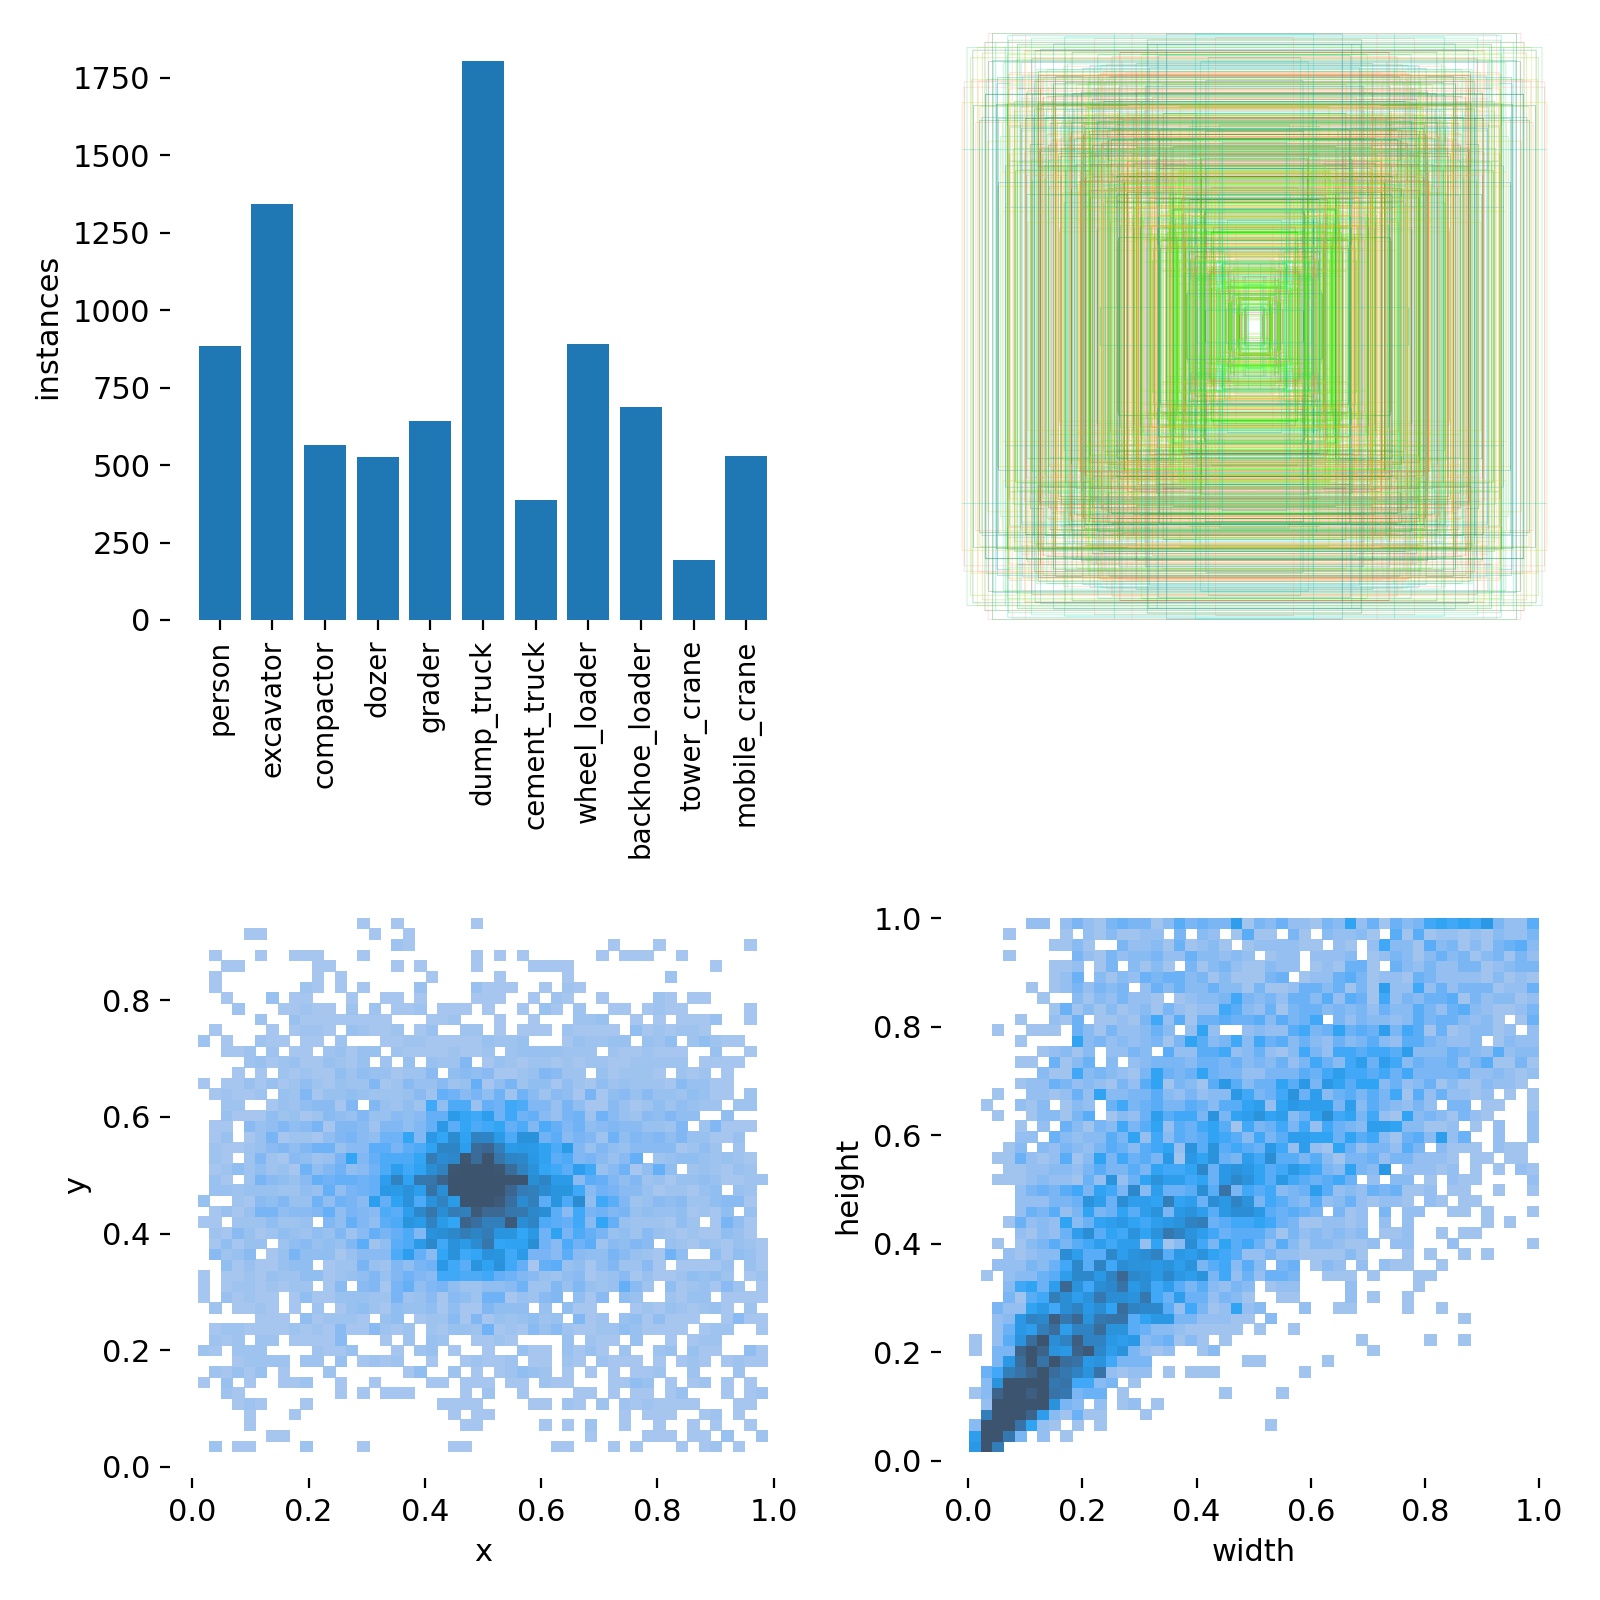 1750
1500
1250
1000
750
500
250
0
instances
person
excavator
compactor
dozer
grader
dump_truck
cement_truck
wheel_loader
backhoe_loader
tower_crane
mobile_crane
0.8
0.6
0.4
0.2
0.0
y
0.0 0.2 0.4 0.6 0.8 1.0
x
1.0
0.8
0.6
0.4
0.2
0.0
height
0.0 0.2 0.4 0.6 0.8 1.0
width